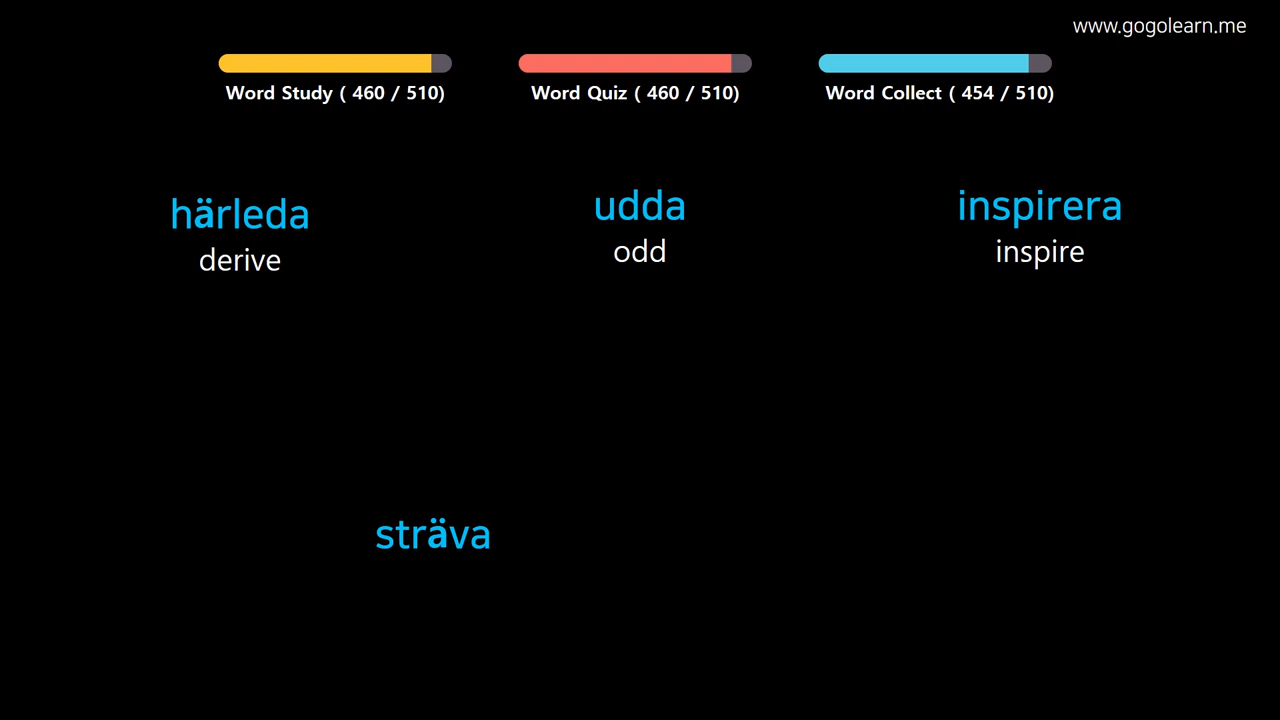 www.gogolearn.me
Word Study ( 460 / 510)
Word Quiz ( 460 / 510)
Word Collect ( 454 / 510)
härleda
derive
udda
odd
inspirera
inspire
sträva